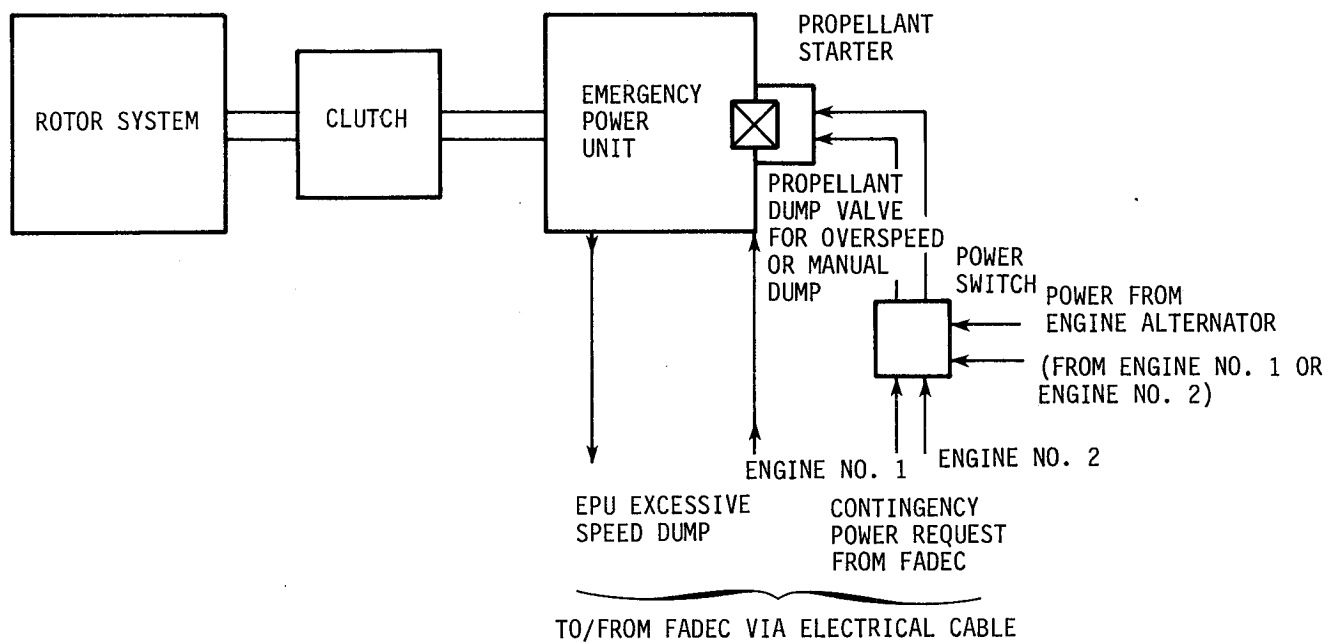 PROPELLANT
STARTER
ROTOR SYSTEM
CLUTCH
EMERGENCY
POWER
UNIT
PROPELLANT
DUMP VALVE
FOR OVERSPEED
OR MANUAL
DUMP
POWER
SWITCH
POWER FROM
ENGINE ALTERNATOR
(FROM ENGINE NO. 1 OR
ENGINE NO. 2)
ENGINE NO. 1
ENGINE NO. 2
EPU EXCESSIVE
SPEED DUMP
CONTINGENCY
POWER REQUEST
FROM FADEC
TO/FROM FADEC VIA ELECTRICAL CABLE